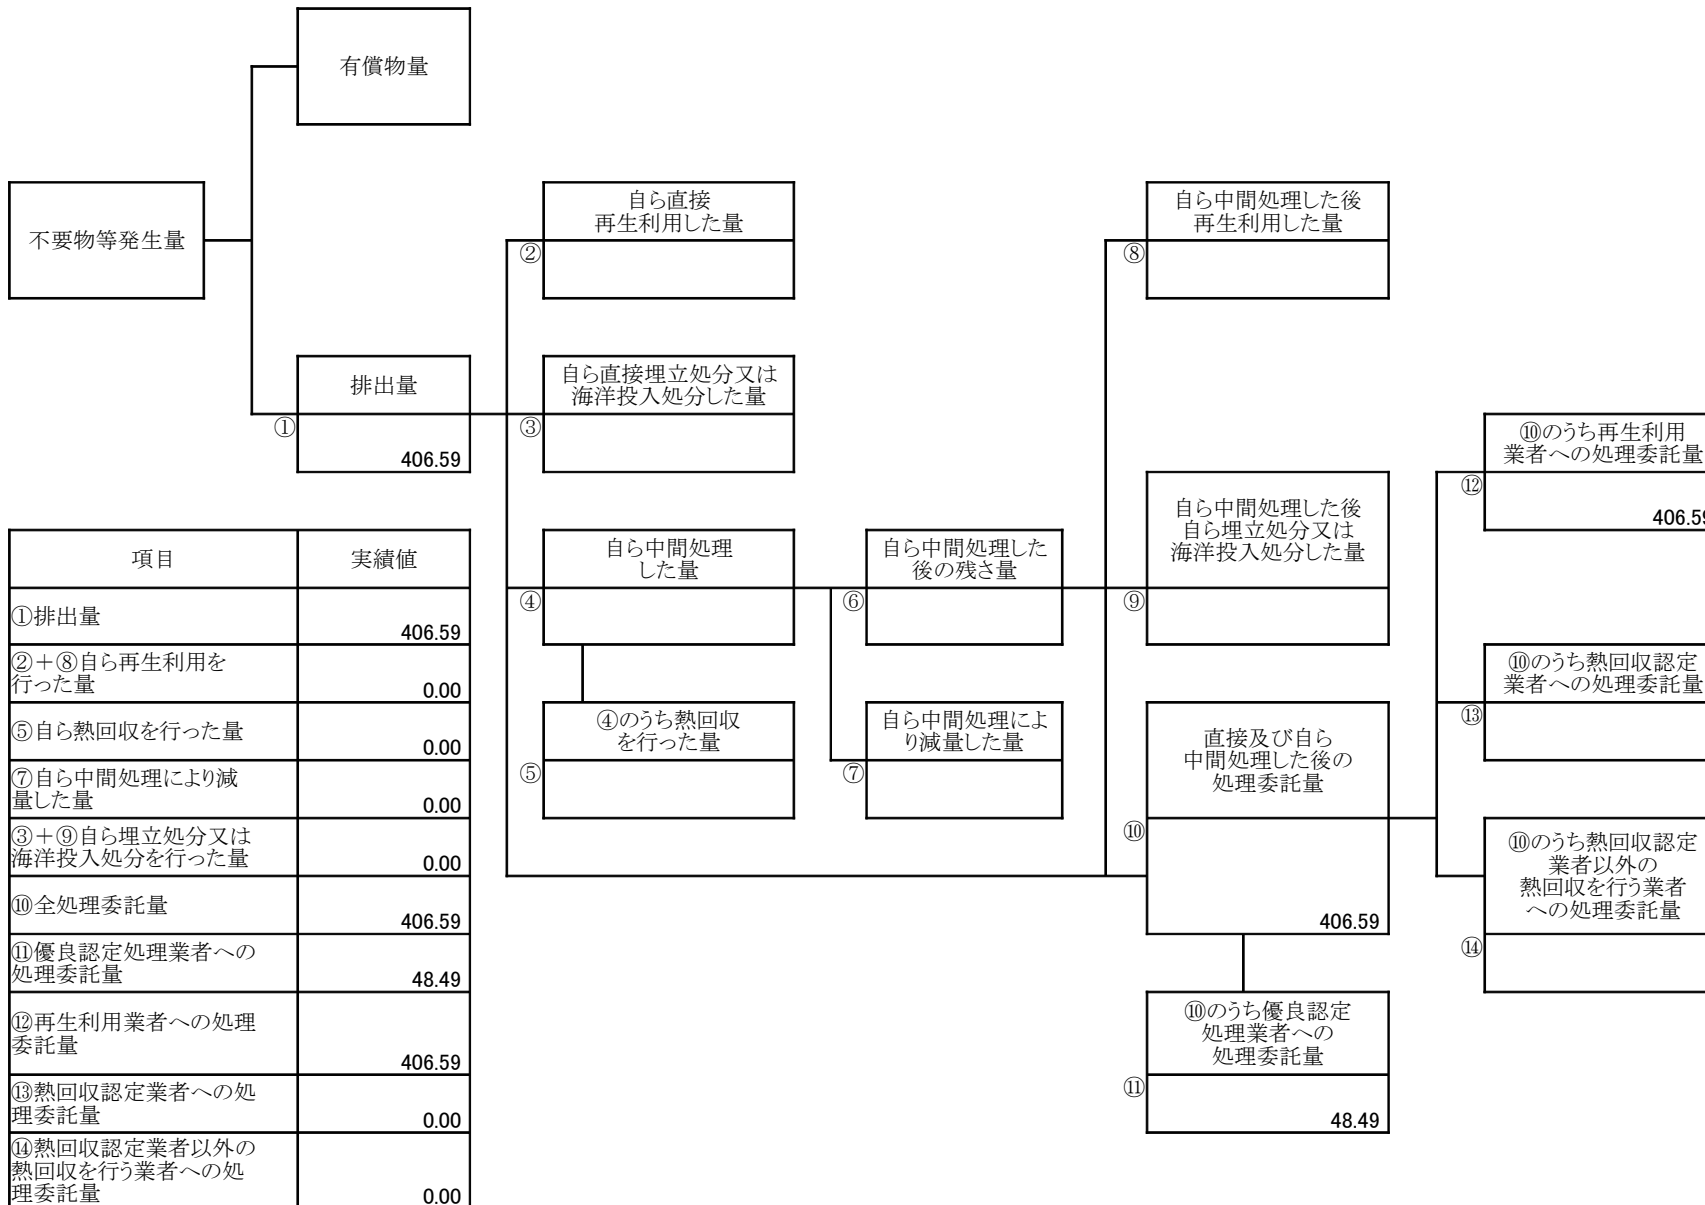 有償物量
不要物等発生量
自ら直接
再生利用した量
②
自ら中間処理した後
再生利用した量
⑧
排出量
①
406.59
自ら直接埋立処分又は
海洋投入処分した量
③
⑩のうち再生利用
業者への処理委託量
⑫
406.59
自ら中間処理
した量
④
自ら中間処理した
後の残さ量
⑥
自ら中間処理した後
自ら埋立処分又は
海洋投入処分した量
⑨
⑩のうち熱回収認定
業者への処理委託量
⑬
④のうち熱回収
を行った量
⑤
自ら中間処理によ
り減量した量
⑦
直接及び自ら
中間処理した後の
処理委託量
⑩
406.59
⑩のうち熱回収認定
業者以外の
熱回収を行う業者
への処理委託量
⑭
⑩のうち優良認定
処理業者への
処理委託量
⑪
48.49
項目 実績値
①排出量
406.59
②+⑧自ら再生利用を
行った量
0.00
⑤自ら熱回収を行った量
0.00
⑦自ら中間処理により減
量した量
0.00
③+⑨自ら埋立処分又は
海洋投入処分を行った量
0.00
⑩全処理委託量
406.59
⑪優良認定処理業者への
処理委託量
48.49
⑫再生利用業者への処理
委託量
406.59
⑬熱回収認定業者への処
理委託量
0.00
⑭熱回収認定業者以外の
熱回収を行う業者への処
理委託量
0.00